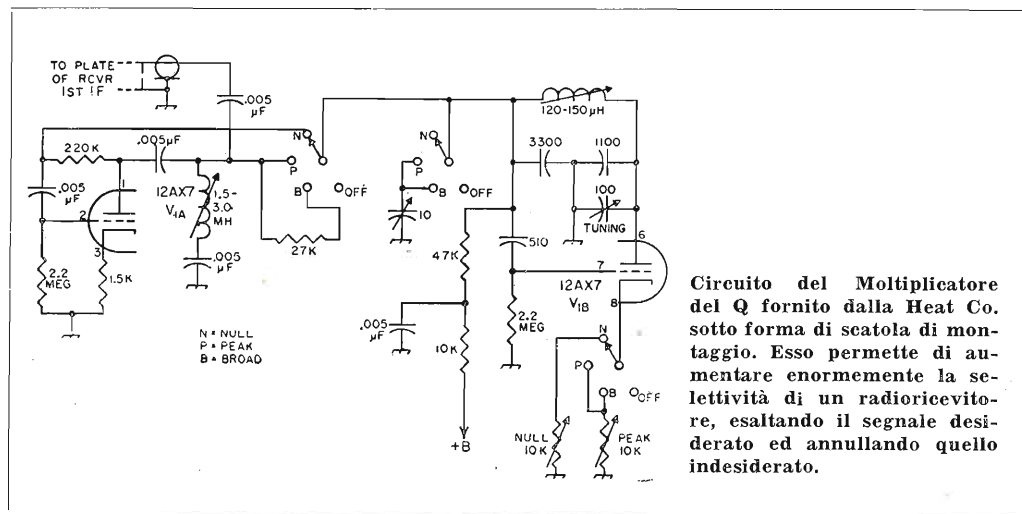 TO PLATE
OF RCVR
1ST IF
.005
µF
N
.005µF
220K
P
B
OFF
.005
µF
1
2
3
12AX7
V1A
1.5-
3.0
MH
.005
µF
27K
2.2
MEG
1.5K
N = NULL
P = PEAK
B = BROAD
N
P
B
OFF
10
47K
.005
µF
10K
+B
120-150µH
3300
1100
100
TUNING
510
6
7
8
12AX7
V1B
2.2
MEG
N
P
B
OFF
NULL
10K
PEAK
10K
Circuito del Moltiplicatore
del Q fornito dalla Heat Co.
sotto forma di scatola di mon-
taggio. Esso permette di au-
mentare enormemente la se-
lettività di un radioricevito-
re, esaltando il segnale desi-
derato ed annullando quello
indesiderato.